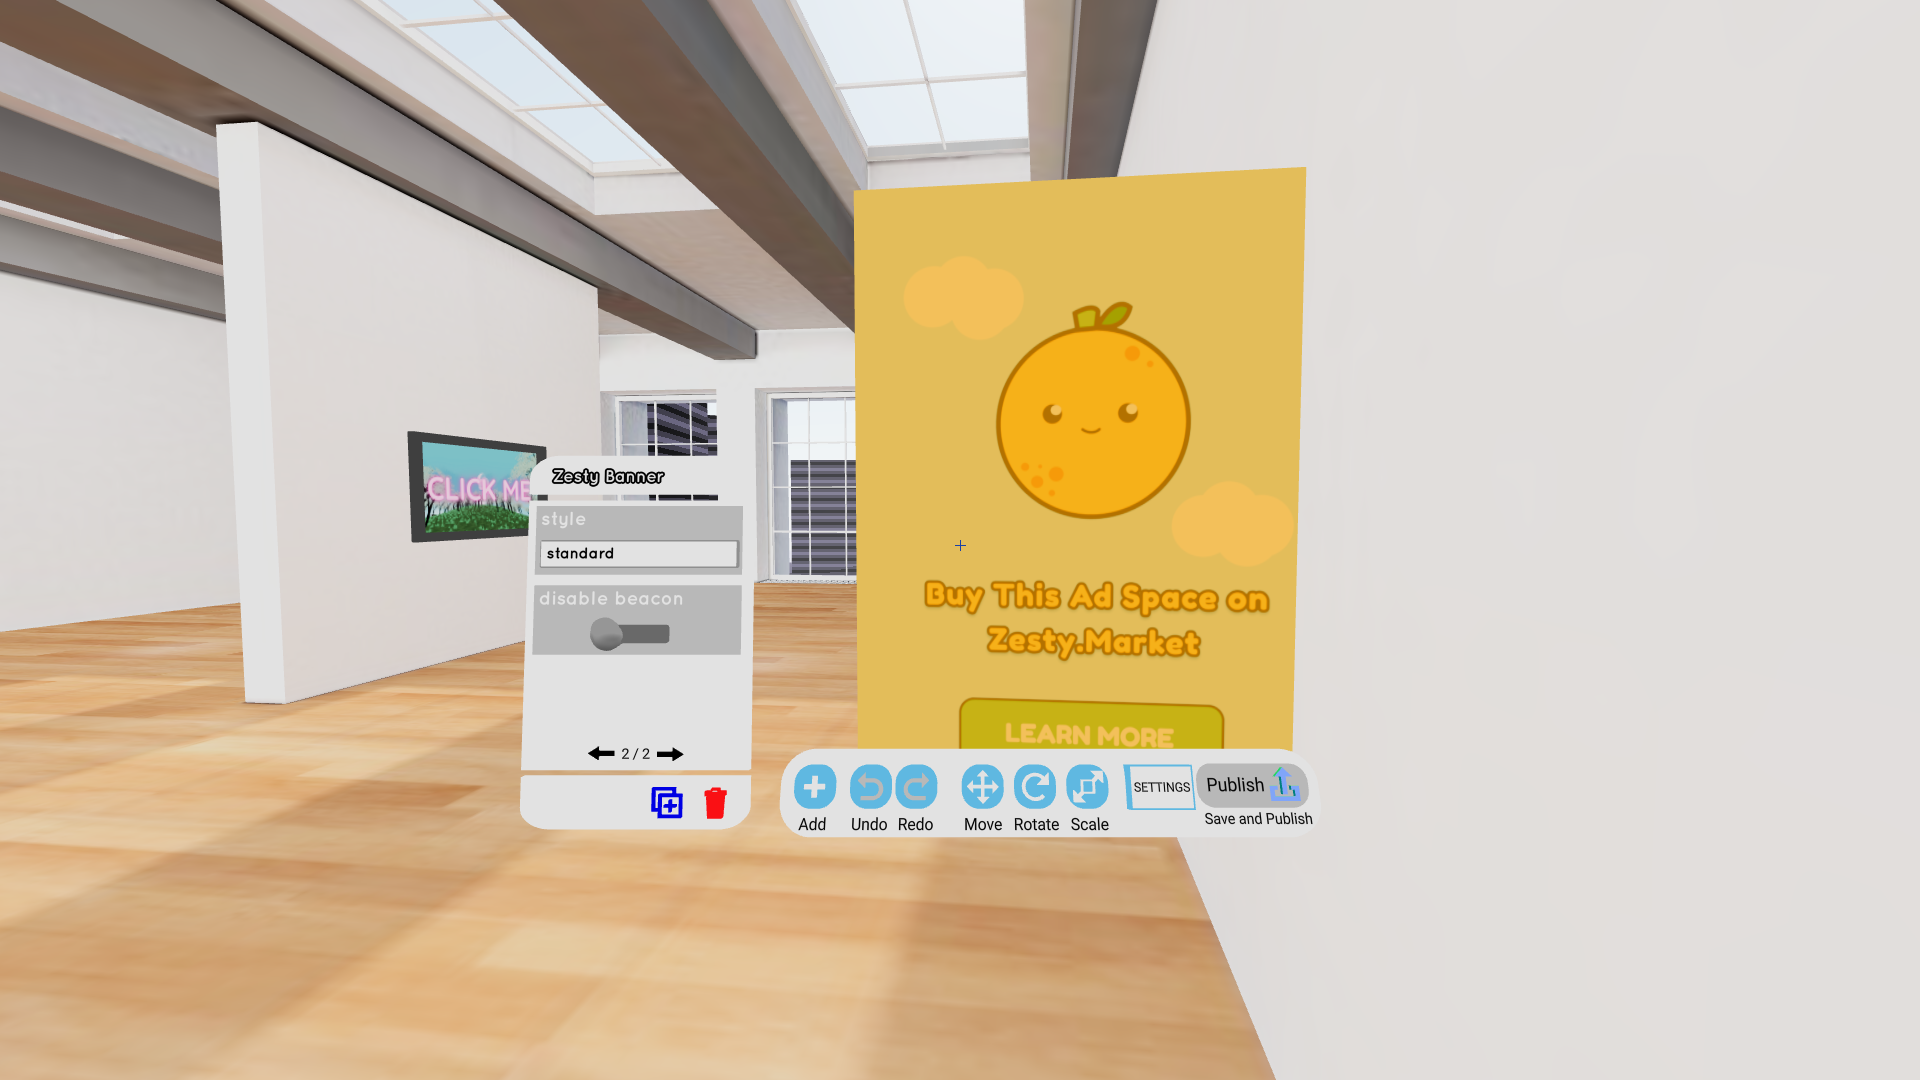 CLICK ME
Zesty Banner
style
standard
disable beacon
2 / 2
Buy This Ad Space on
Zesty.Market
LEARN MORE
Add
Undo
Redo
Move
Rotate
Scale
SETTINGS
Publish
Save and Publish